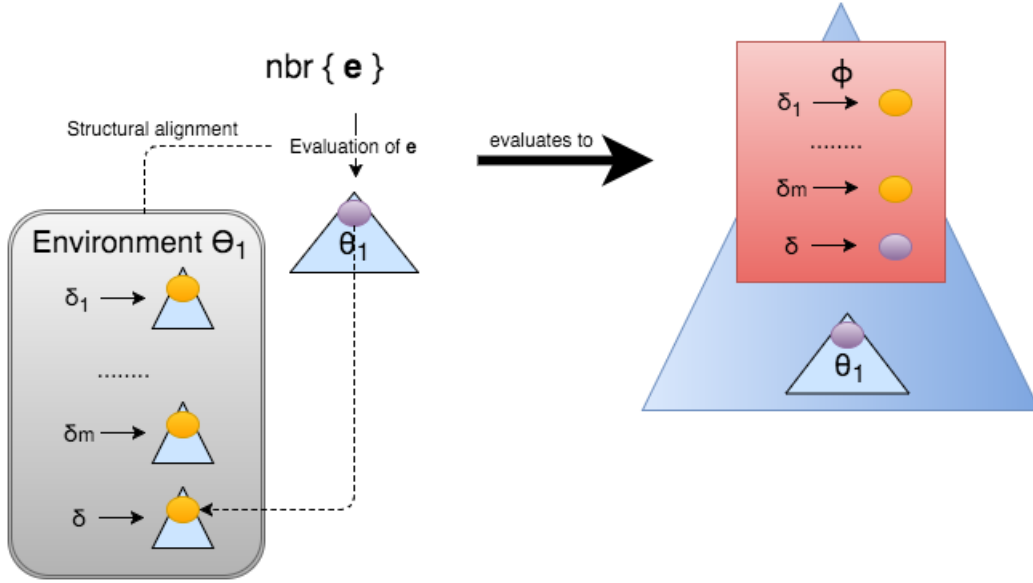 nbr { e }
Structural alignment
Evaluation of e
θ₁
Environment Θ₁
δ₁
........
δm
δ
evaluates to
ϕ
δ₁
........
δm
δ
θ₁